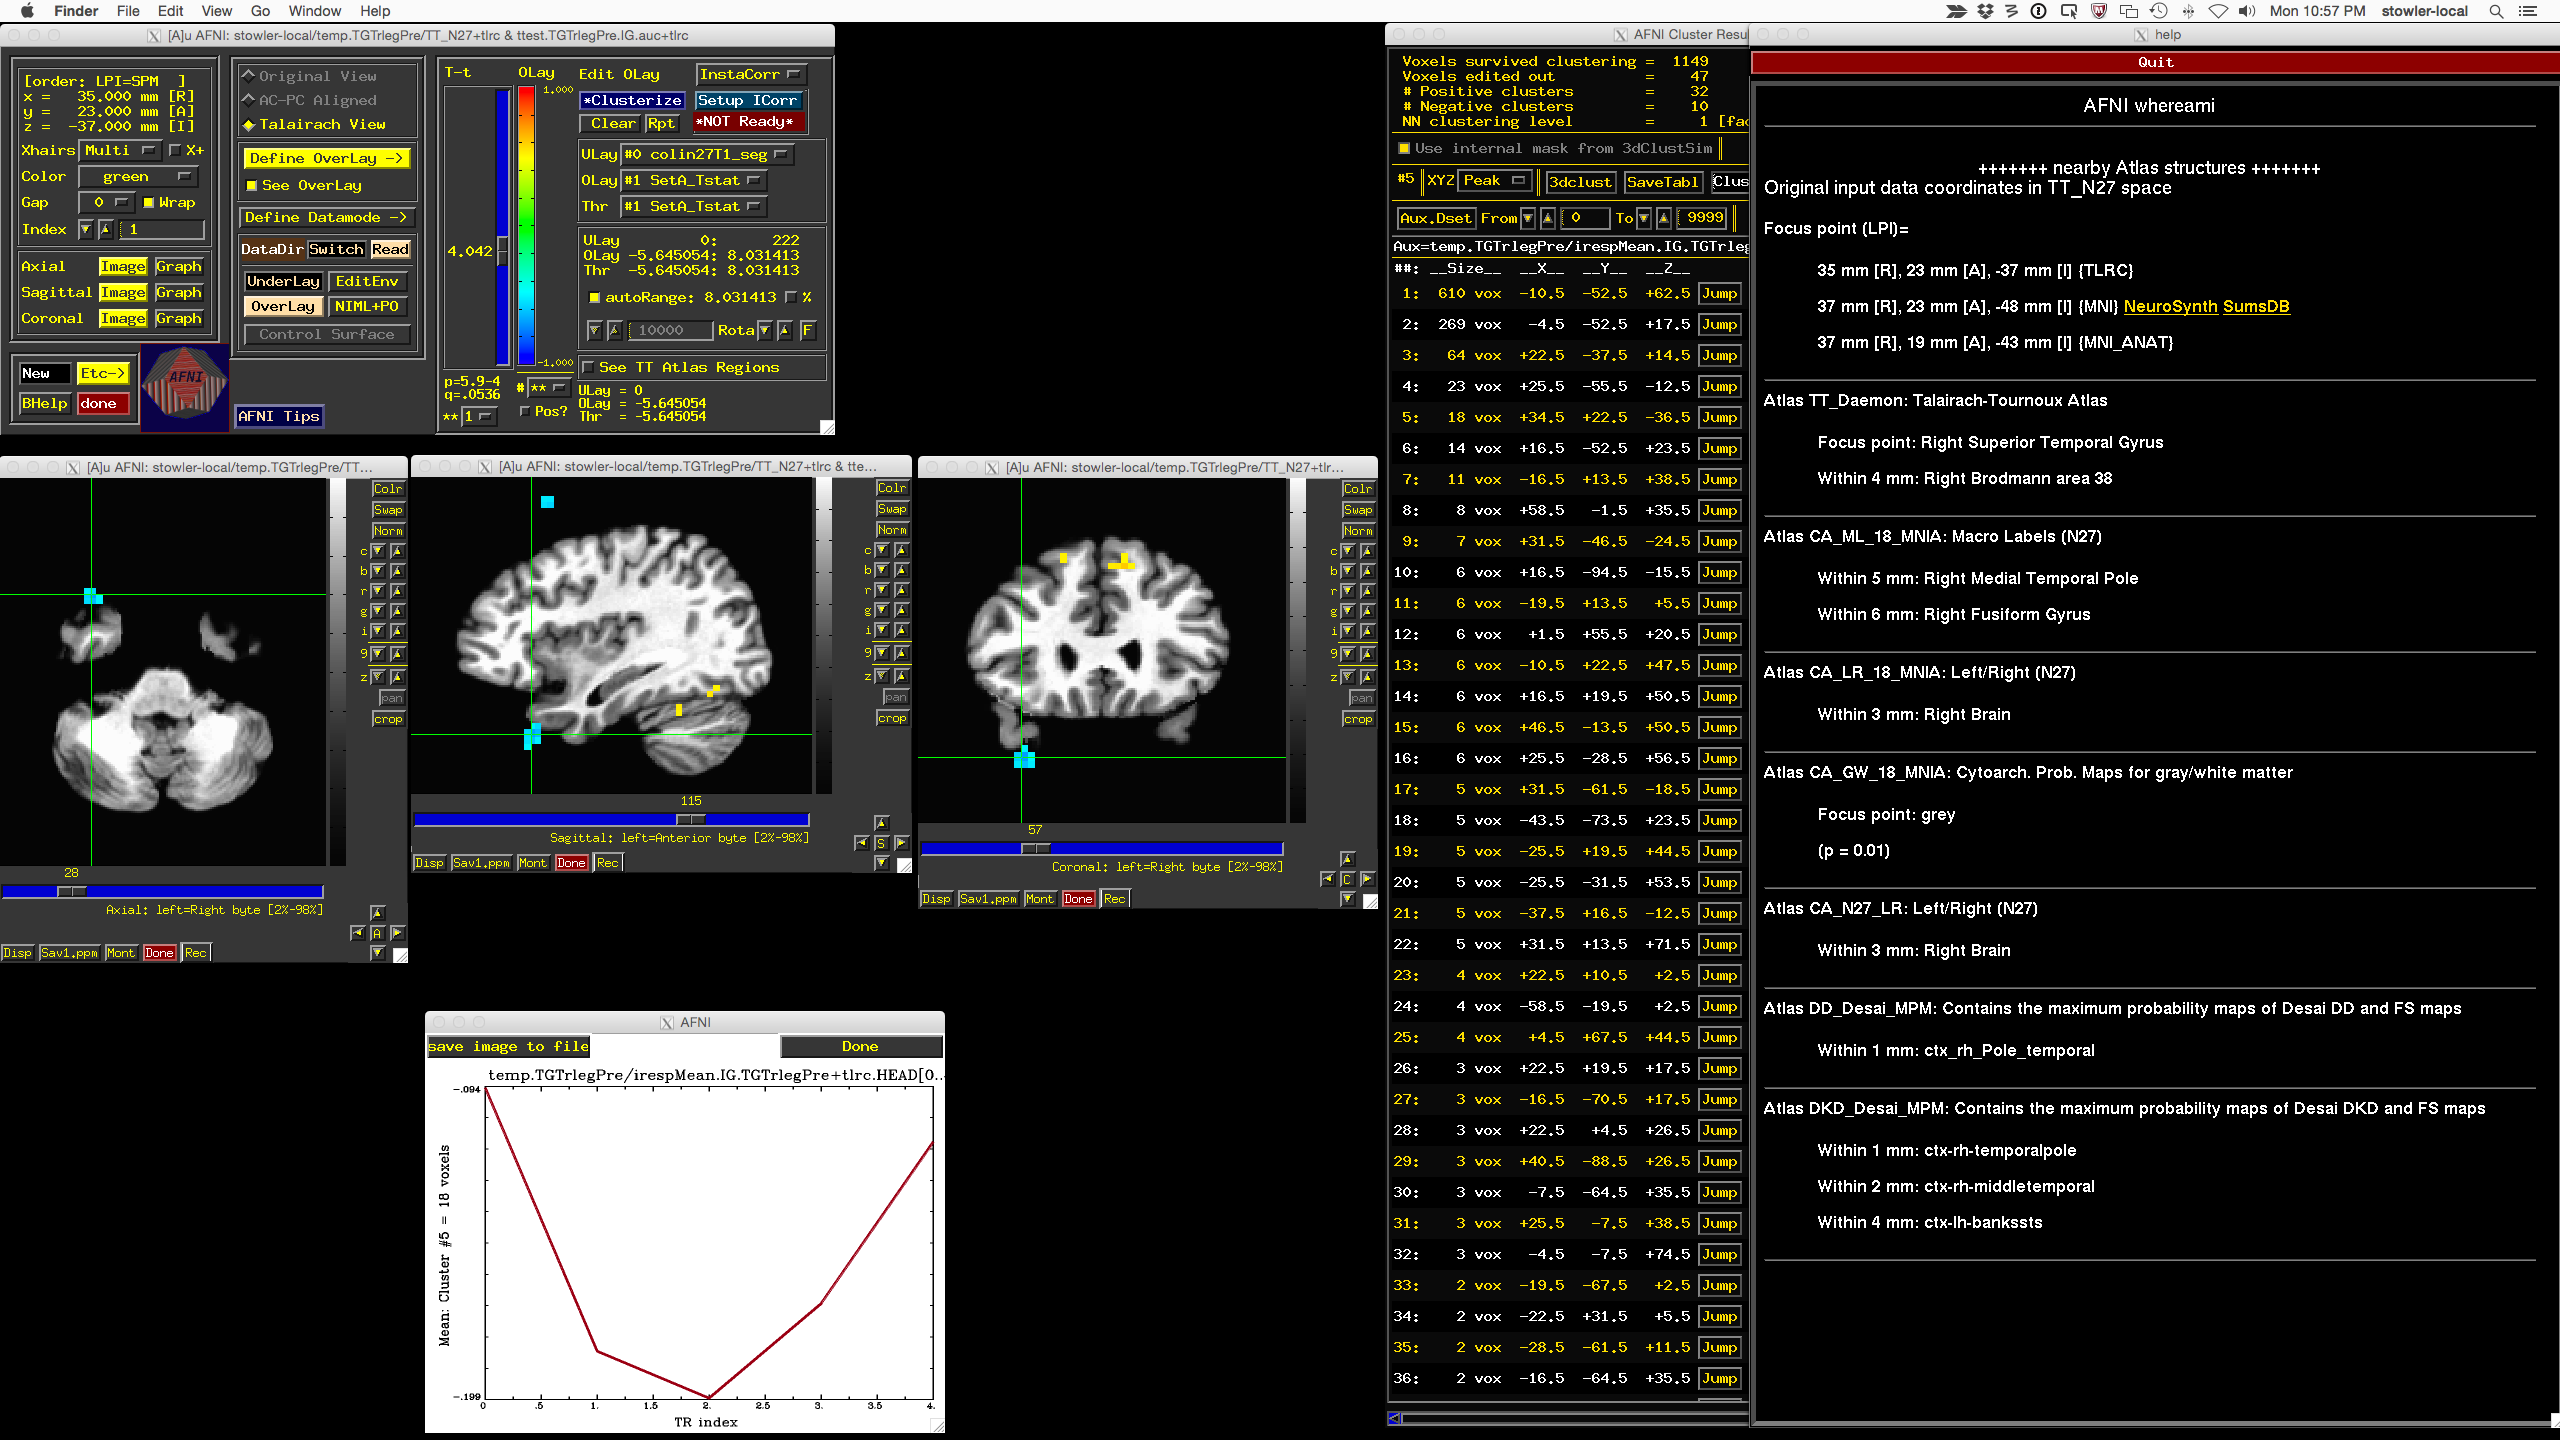 Finder File Edit View Go Window Help
Mon 10:57 PM stowler-local
[A]u AFNI: stowler-local/temp.TGTrlegPre/TT_N27+tlrc & ttest.TGTrlegPre.IG.auc+tlrc
[order: LPI=SPM ]
x = 35.000 mm [R]
y = 23.000 mm [A]
z = -37.000 mm [I]
Xhairs Multi X+
Color green
Gap 0 Wrap
Index 1
Axial Image Graph
Sagittal Image Graph
Coronal Image Graph
New Etc->
BHelp done
AFNI
Original View
AC-PC Aligned
Talairach View
Define OverLay ->
See OverLay
Define Datamode ->
DataDir Switch Read
UnderLay EditEnv
OverLay NIML+PO
Control Surface
AFNI Tips
T-t OLay Edit OLay InstaCorr
1.000 *Clusterize Setup ICorr
Clear Rpt *NOT Ready*
ULay #0 colin27T1_seg
OLay #1 SetA_Tstat
Thr #1 SetA_Tstat
4.042
ULay 0: 222
OLay -5.645054: 8.031413
Thr -5.645054: 8.031413
autoRange: 8.031413 %
10000 Rota F
-1.000
See TT Atlas Regions
p=5.9-4
q=.0536
# **
** 1
Pos?
ULay = 0
OLay = -5.645054
Thr = -5.645054
[A]u AFNI: stowler-local/temp.TGTrlegPre/TT...
Colr
Swap
Norm
c
b
r
g
i
9
z
pan
crop
28
Axial: left=Right byte [2%-98%]
A
Disp Sav1.ppm Mont Done Rec
[A]u AFNI: stowler-local/temp.TGTrlegPre/TT_N27+tlrc & tte...
Colr
Swap
Norm
c
b
r
g
i
9
z
pan
crop
115
Sagittal: left=Anterior byte [2%-98%]
S
Disp Sav1.ppm Mont Done Rec
[A]u AFNI: stowler-local/temp.TGTrlegPre/TT_N27+tlr...
Colr
Swap
Norm
c
b
r
g
i
9
z
pan
crop
57
Coronal: left=Right byte [2%-98%]
C
Disp Sav1.ppm Mont Done Rec
AFNI
save image to file Done
temp.TGTrlegPre/irespMean.IG.TGTrlegPre+tlrc.HEAD[0..
-.094
Mean: Cluster #5 = 18 voxels
-.199
0 .5 1. 1.5 2. 2.5 3. 3.5 4.
TR index
AFNI Cluster Resu
Voxels survived clustering = 1149
Voxels edited out = 47
# Positive clusters = 32
# Negative clusters = 10
NN clustering level = 1 [fac
Use internal mask from 3dClustSim
#5 XYZ Peak 3dclust SaveTabl Clus
Aux.Dset From 0 To 9999
Aux=temp.TGTrlegPre/irespMean.IG.TGTrleg
##: __Size__ __X__ __Y__ __Z__
1: 610 vox -10.5 -52.5 +62.5 Jump
2: 269 vox -4.5 -52.5 +17.5 Jump
3: 64 vox +22.5 -37.5 +14.5 Jump
4: 23 vox +25.5 -55.5 -12.5 Jump
5: 18 vox +34.5 +22.5 -36.5 Jump
6: 14 vox +16.5 -52.5 +23.5 Jump
7: 11 vox -16.5 +13.5 +38.5 Jump
8: 8 vox +58.5 -1.5 +35.5 Jump
9: 7 vox +31.5 -46.5 -24.5 Jump
10: 6 vox +16.5 -94.5 -15.5 Jump
11: 6 vox -19.5 +13.5 +5.5 Jump
12: 6 vox +1.5 +55.5 +20.5 Jump
13: 6 vox -10.5 +22.5 +47.5 Jump
14: 6 vox +16.5 +19.5 +50.5 Jump
15: 6 vox +46.5 -13.5 +50.5 Jump
16: 6 vox +25.5 -28.5 +56.5 Jump
17: 5 vox +31.5 -61.5 -18.5 Jump
18: 5 vox -43.5 -73.5 +23.5 Jump
19: 5 vox -25.5 +19.5 +44.5 Jump
20: 5 vox -25.5 -31.5 +53.5 Jump
21: 5 vox -37.5 +16.5 -12.5 Jump
22: 5 vox +31.5 +13.5 +71.5 Jump
23: 4 vox +22.5 +10.5 +2.5 Jump
24: 4 vox -58.5 -19.5 +2.5 Jump
25: 4 vox +4.5 +67.5 +44.5 Jump
26: 3 vox +22.5 +19.5 +17.5 Jump
27: 3 vox -16.5 -70.5 +17.5 Jump
28: 3 vox +22.5 +4.5 +26.5 Jump
29: 3 vox +40.5 -88.5 +26.5 Jump
30: 3 vox -7.5 -64.5 +35.5 Jump
31: 3 vox +25.5 -7.5 +38.5 Jump
32: 3 vox -4.5 -7.5 +74.5 Jump
33: 2 vox -19.5 -67.5 +2.5 Jump
34: 2 vox -22.5 +31.5 +5.5 Jump
35: 2 vox -28.5 -61.5 +11.5 Jump
36: 2 vox -16.5 -64.5 +35.5 Jump
help
Quit
AFNI whereami
+++++++ nearby Atlas structures +++++++
Original input data coordinates in TT_N27 space
Focus point (LPI)=
35 mm [R], 23 mm [A], -37 mm [I] {TLRC}
37 mm [R], 23 mm [A], -48 mm [I] {MNI} NeuroSynth SumsDB
37 mm [R], 19 mm [A], -43 mm [I] {MNI_ANAT}
Atlas TT_Daemon: Talairach-Tournoux Atlas
Focus point: Right Superior Temporal Gyrus
Within 4 mm: Right Brodmann area 38
Atlas CA_ML_18_MNIA: Macro Labels (N27)
Within 5 mm: Right Medial Temporal Pole
Within 6 mm: Right Fusiform Gyrus
Atlas CA_LR_18_MNIA: Left/Right (N27)
Within 3 mm: Right Brain
Atlas CA_GW_18_MNIA: Cytoarch. Prob. Maps for gray/white matter
Focus point: grey
(p = 0.01)
Atlas CA_N27_LR: Left/Right (N27)
Within 3 mm: Right Brain
Atlas DD_Desai_MPM: Contains the maximum probability maps of Desai DD and FS maps
Within 1 mm: ctx_rh_Pole_temporal
Atlas DKD_Desai_MPM: Contains the maximum probability maps of Desai DKD and FS maps
Within 1 mm: ctx-rh-temporalpole
Within 2 mm: ctx-rh-middletemporal
Within 4 mm: ctx-lh-bankssts